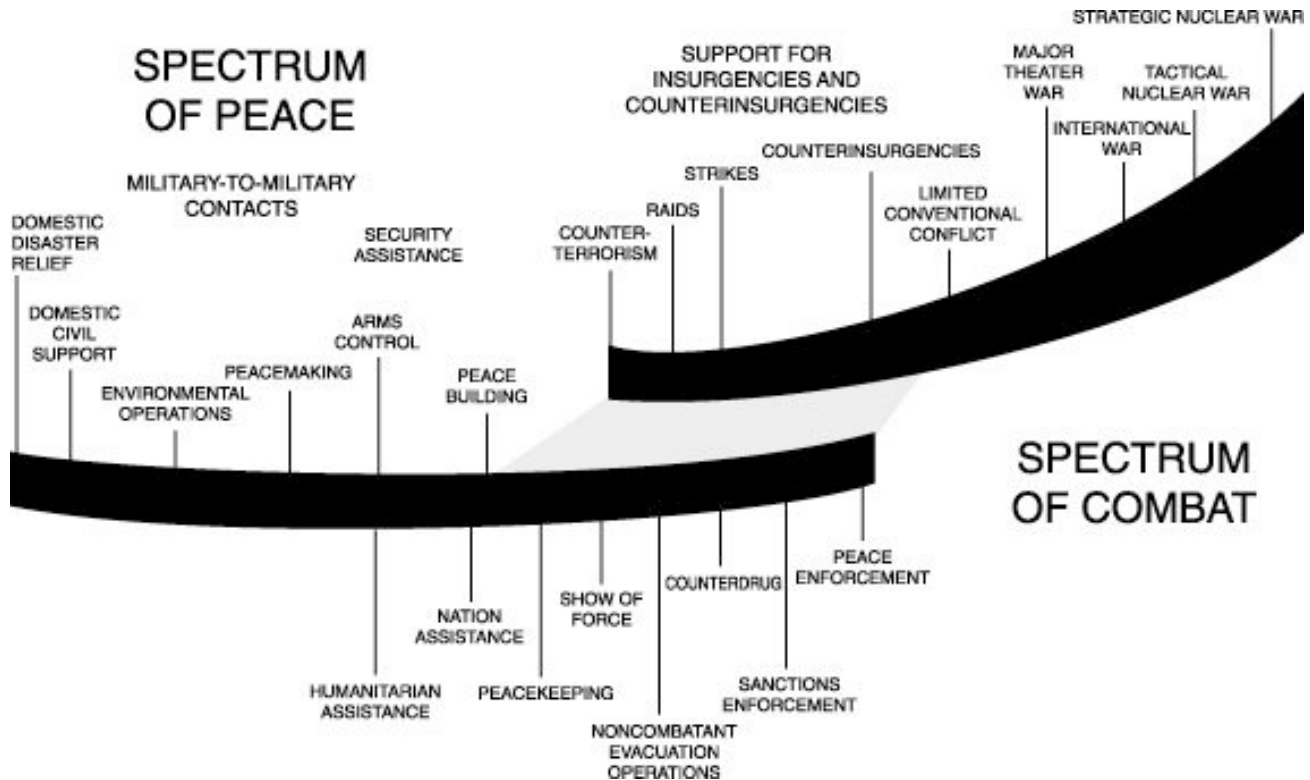 SPECTRUM
OF PEACE
MILITARY-TO-MILITARY
CONTACTS
DOMESTIC
DISASTER
RELIEF
DOMESTIC
CIVIL
SUPPORT
ENVIRONMENTAL
OPERATIONS
PEACEMAKING
SECURITY
ASSISTANCE
ARMS
CONTROL
PEACE
BUILDING
SUPPORT FOR
INSURGENCIES AND
COUNTERINSURGENCIES
COUNTER-
TERRORISM
RAIDS
STRIKES
COUNTERINSURGENCIES
LIMITED
CONVENTIONAL
CONFLICT
MAJOR
THEATER
WAR
INTERNATIONAL
WAR
TACTICAL
NUCLEAR WAR
STRATEGIC NUCLEAR WAR
SPECTRUM
OF COMBAT
HUMANITARIAN
ASSISTANCE
NATION
ASSISTANCE
PEACEKEEPING
SHOW OF
FORCE
NONCOMBATANT
EVACUATION
OPERATIONS
COUNTERDRUG
SANCTIONS
ENFORCEMENT
PEACE
ENFORCEMENT